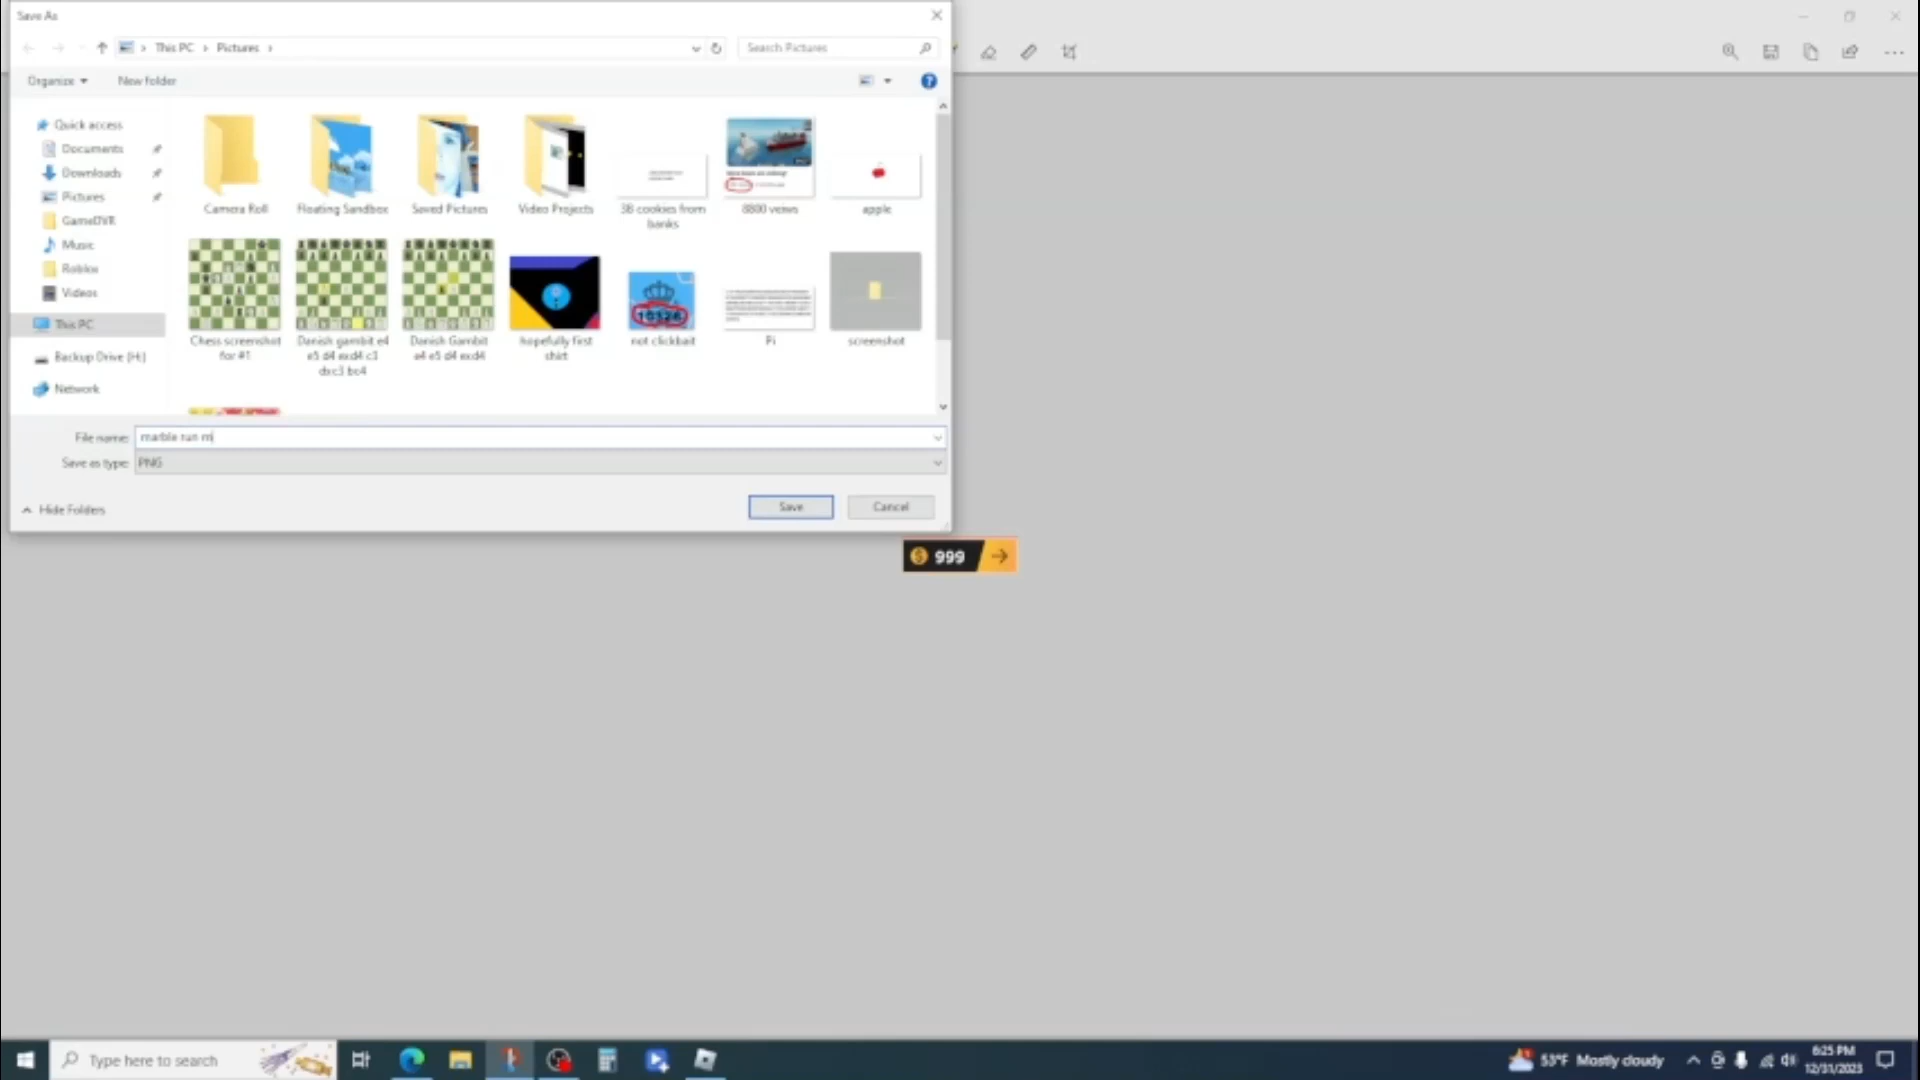 Save As
This PC
Pictures
Search Pictures
Organize
New folder
Quick access
Documents
Downloads
Pictures
GameDVR
Music
Roblox
Videos
This PC
Backup Drive (H:)
Network
Camera Roll
Floating Sandbox
Saved Pictures
Video Projects
3B cookies from
banks
8800 veiws
apple
Chess screenshot
for #1
Danish gambit e4
e5 d4 exd4 c3
dxc3 bc4
Danish Gambit
e4 e5 d4 exd4
hopefully first
shirt
10326
not clickbait
Pi
screenshot
File name:
marble run m
Save as type:
PNG
Hide Folders
Save
Cancel
999
Type here to search
53°F Mostly cloudy
6:25 PM
12/31/2023